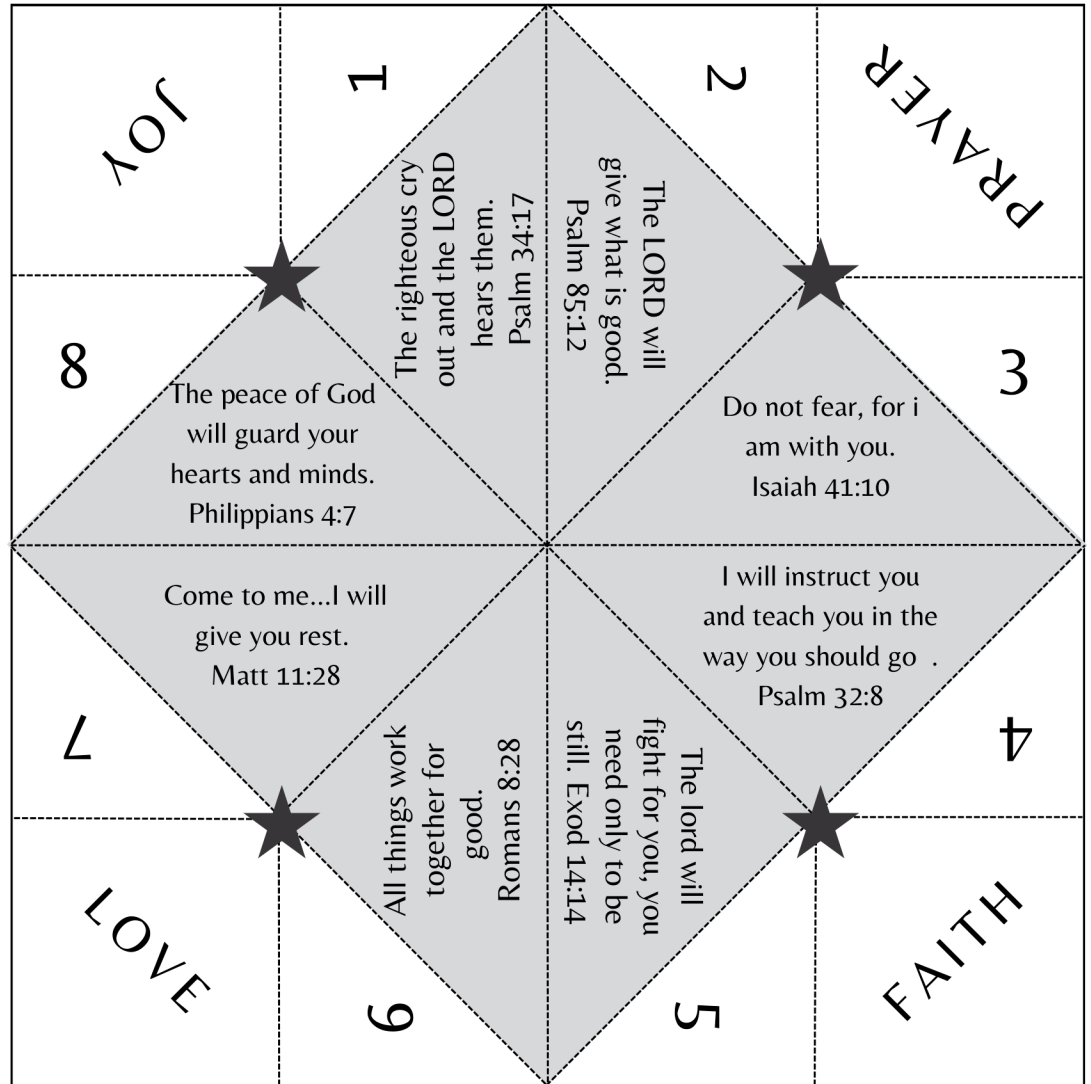 JOY
1
2
PRAYER
The righteous cry
out and the LORD
hears them.
Psalm 34:17
The LORD will
give what is good.
Psalm 85:12
8
3
The peace of God
will guard your
hearts and minds.
Philippians 4:7
Do not fear, for i
am with you.
Isaiah 41:10
Come to me...I will
give you rest.
Matt 11:28
I will instruct you
and teach you in the
way you should go .
Psalm 32:8
7
4
All things work
together for
good.
Romans 8:28
The lord will
fight for you, you
need only to be
still. Exod 14:14
LOVE
6
5
FAITH